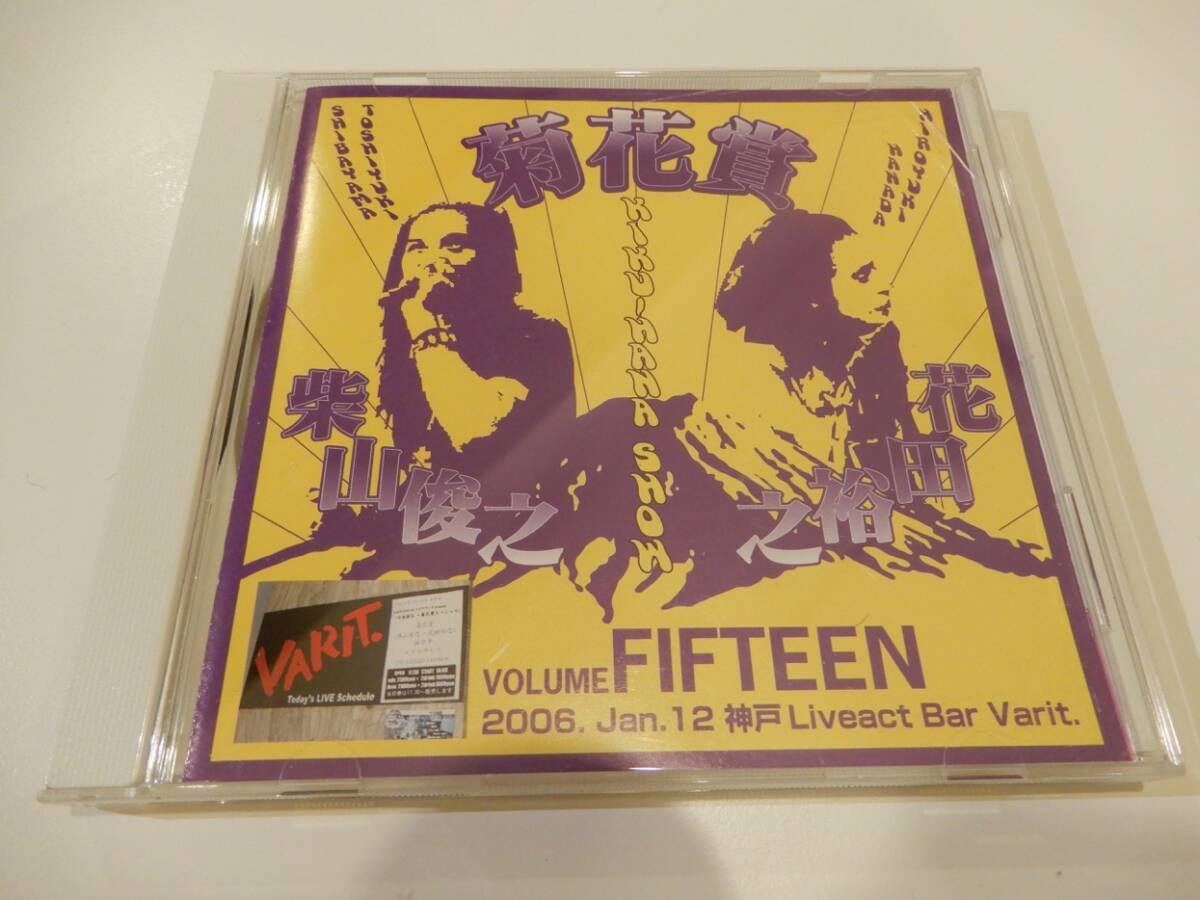 菊花賞
TOSHIYUKI
SHIBAYAMA
HIROYUKI
HANADA
KIKU-HANA SHOW
柴山俊之
花田裕之
VARIT.
Today's LIVE Schedule
VOLUME FIFTEEN
2006. Jan.12 神戸 Liveact Bar Varit.